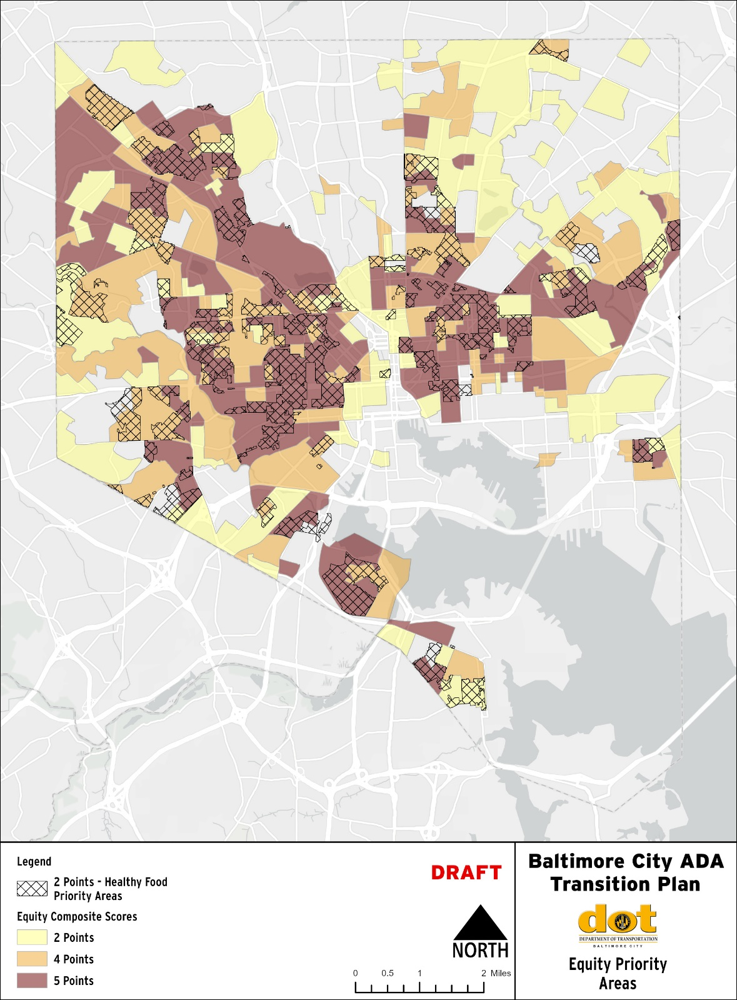 Legend
2 Points - Healthy Food
Priority Areas
Equity Composite Scores
2 Points
4 Points
5 Points
DRAFT
NORTH
0 0.5 1 2 Miles
Baltimore City ADA
Transition Plan
dot
DEPARTMENT OF TRANSPORTATION
BALTIMORE CITY
Equity Priority
Areas